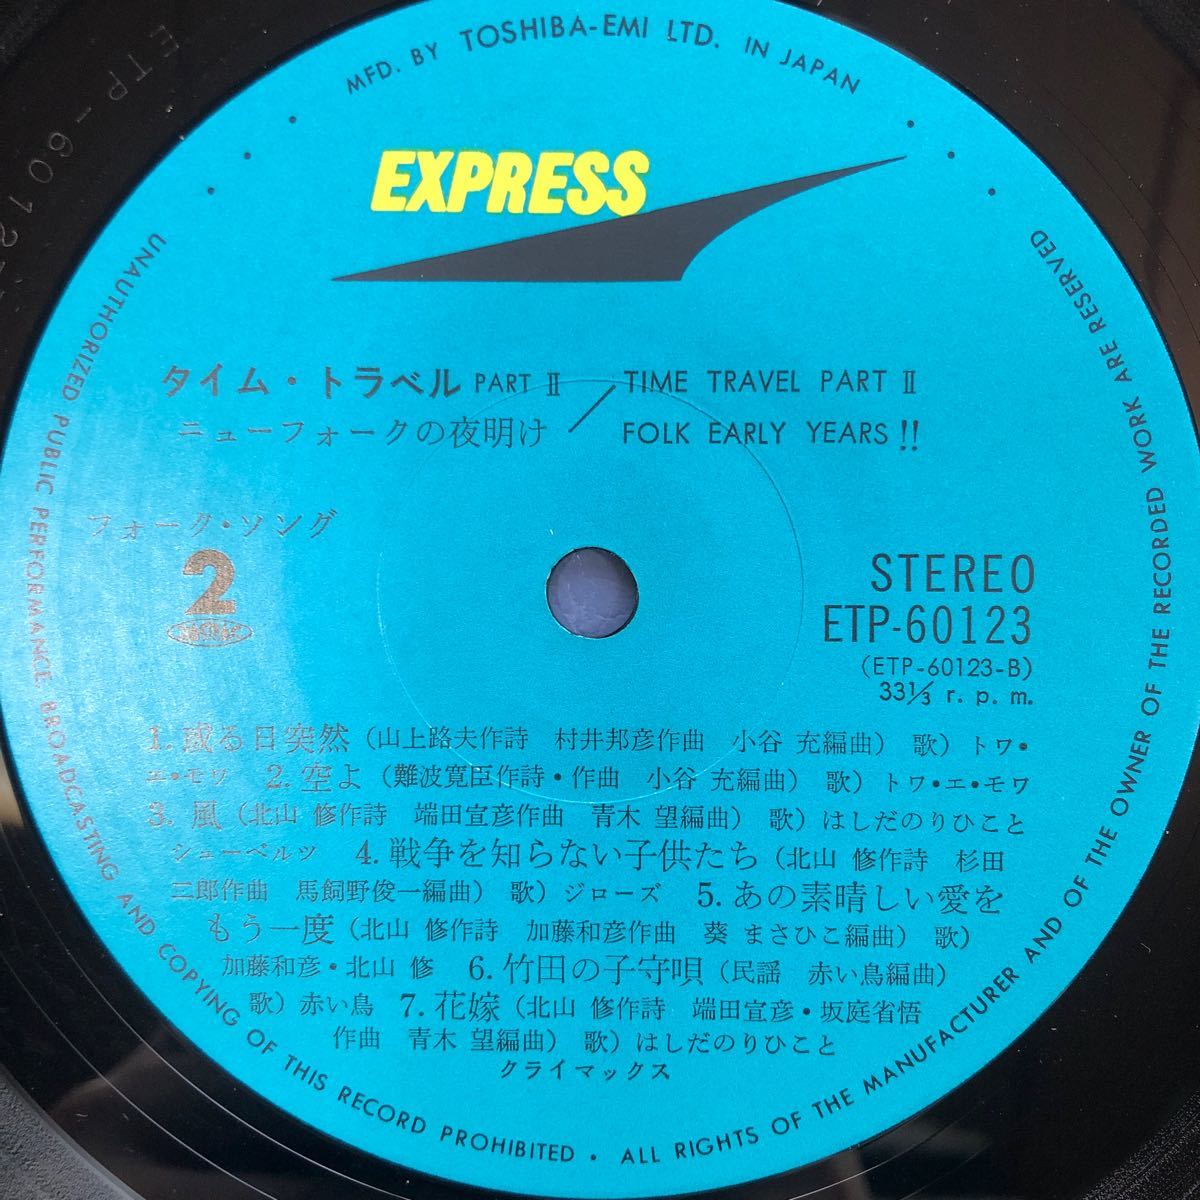 MFD. BY TOSHIBA-EMI LTD. IN JAPAN
EXPRESS
タイム・トラベル PART Ⅱ / TIME TRAVEL PART Ⅱ
ニューフォークの夜明け FOLK EARLY YEARS!!
フォーク・ソング
2
STEREO
ETP-60123
(ETP-60123-B)
33⅓ r. p. m.
1. 或る日突然 (山上路夫作詩 村井邦彦作曲 小谷 充編曲) 歌) トワ・
エ・モワ 2. 空よ (難波寛臣作詩・作曲 小谷 充編曲) 歌) トワ・エ・モワ
3. 風 (北山 修作詩 端田宣彦作曲 青木 望編曲) 歌) はしだのりひこと
シューベルツ 4. 戦争を知らない子供たち (北山 修作詩 杉田
二郎作曲 馬飼野俊一編曲) 歌) ジローズ 5. あの素晴しい愛を
もう一度 (北山 修作詩 加藤和彦作曲 葵 まさひこ編曲) 歌)
加藤和彦・北山 修 6. 竹田の子守唄 (民謡 赤い鳥編曲)
歌) 赤い鳥 7. 花嫁 (北山 修作詩 端田宣彦・坂庭省悟
作曲 青木 望編曲) 歌) はしだのりひこと
クライマックス
UNAUTHORIZED PUBLIC PERFORMANCE, BROADCASTING AND COPYING OF THIS RECORD PROHIBITED • ALL RIGHTS OF THE MANUFACTURER AND OF THE OWNER OF THE RECORDED WORK ARE RESERVED